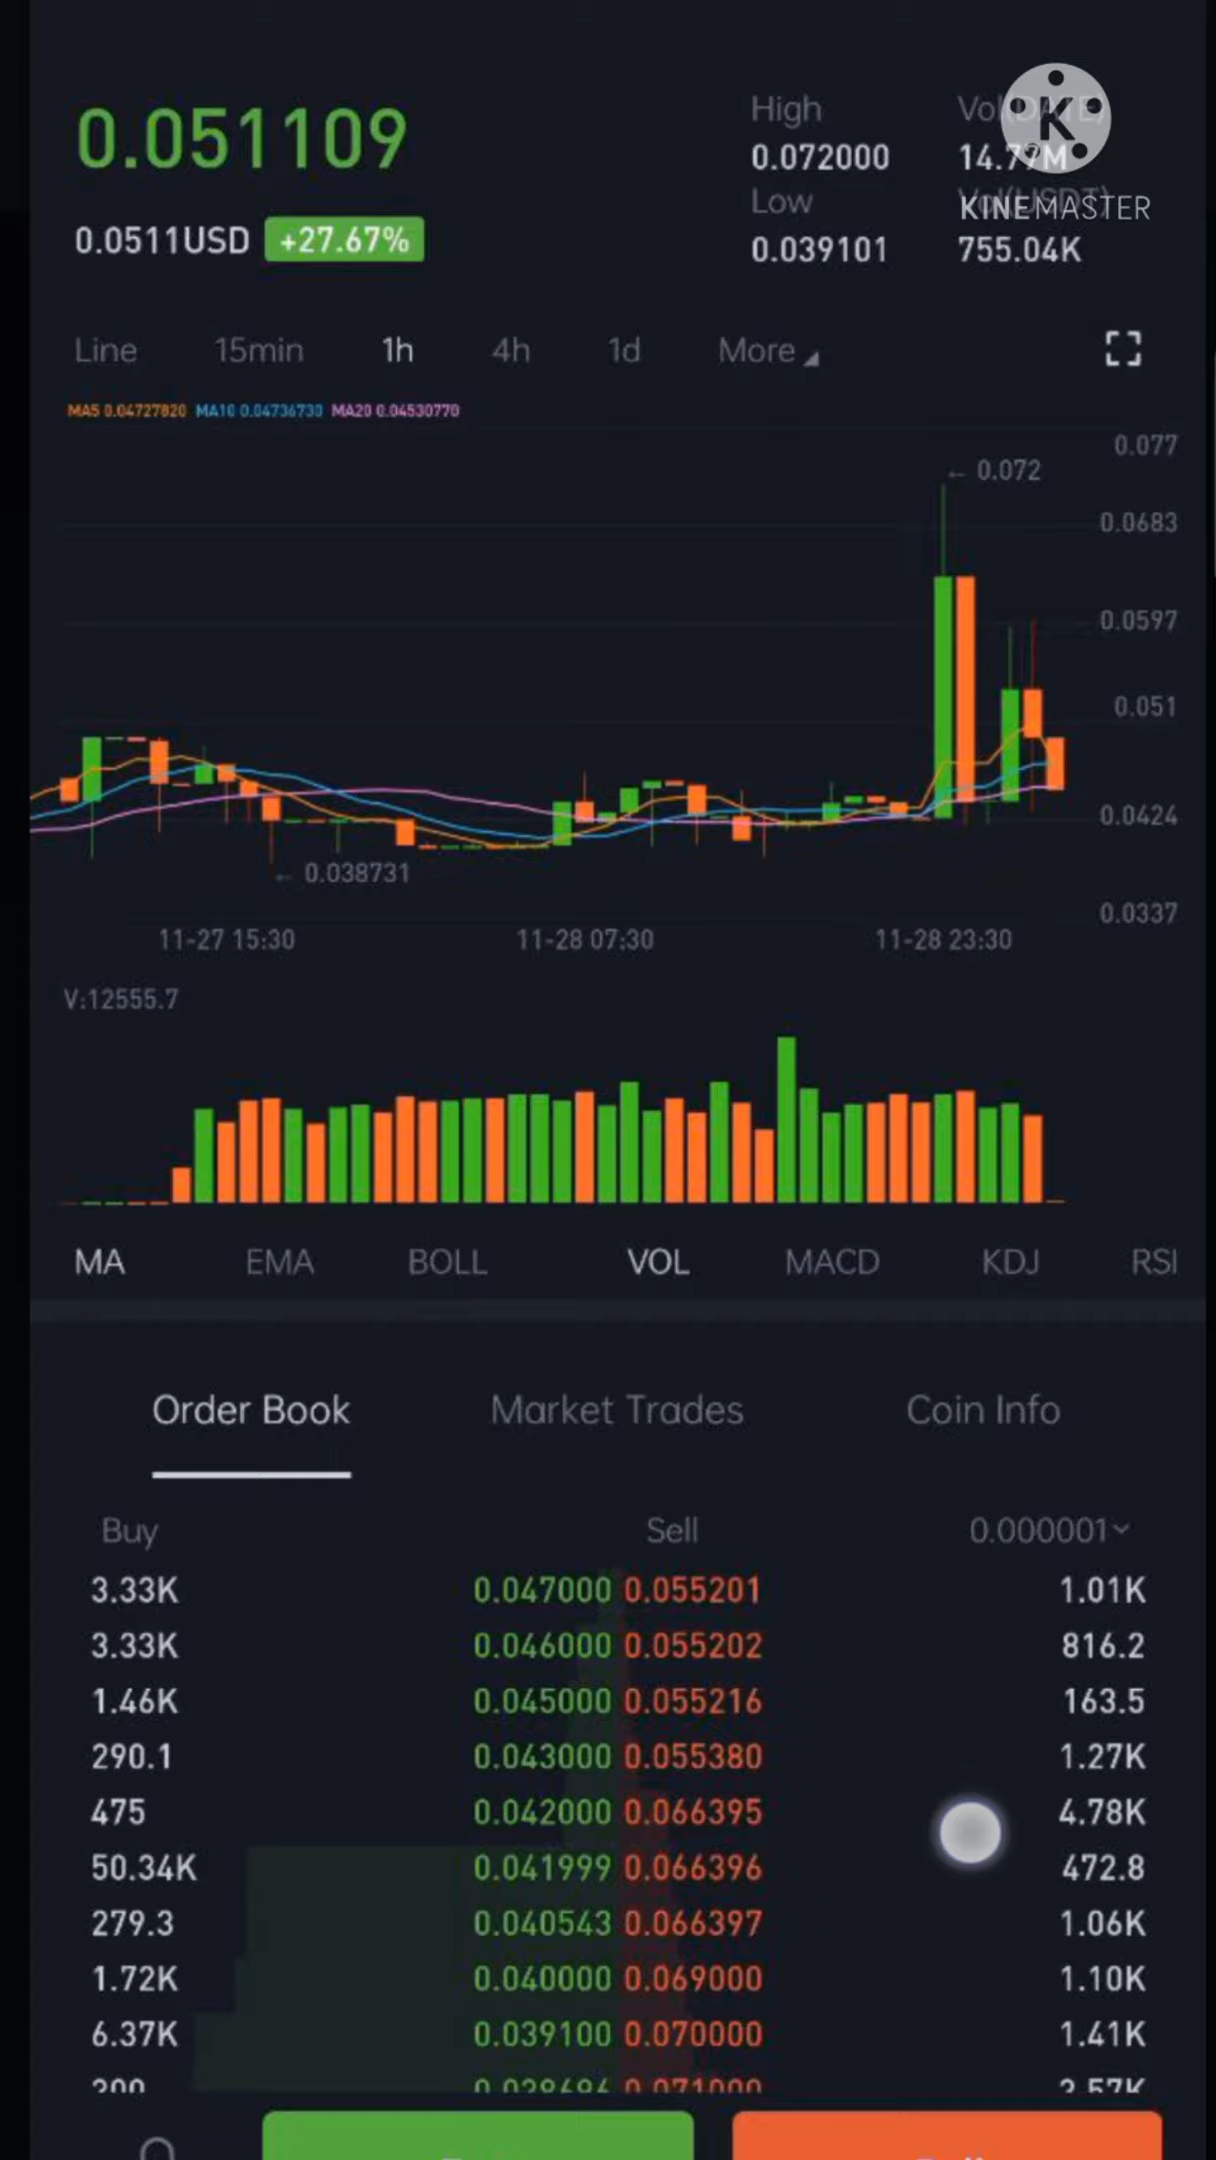 0.051109
0.0511USD +27.67%
High
0.072000
Low
0.039101
Vol(DATE)
14.77M
Vol(USDT)
755.04K
K
KINEMASTER
Line 15min 1h 4h 1d More
MA5 0.04727820 MA10 0.04736730 MA20 0.04530770
0.077
← 0.072
0.0683
0.0597
0.051
0.0424
← 0.038731
0.0337
11-27 15:30 11-28 07:30 11-28 23:30
V:12555.7
MA EMA BOLL VOL MACD KDJ RSI
Order Book Market Trades Coin Info
Buy Sell 0.000001
3.33K 0.047000 0.055201 1.01K
3.33K 0.046000 0.055202 816.2
1.46K 0.045000 0.055216 163.5
290.1 0.043000 0.055380 1.27K
475 0.042000 0.066395 4.78K
50.34K 0.041999 0.066396 472.8
279.3 0.040543 0.066397 1.06K
1.72K 0.040000 0.069000 1.10K
6.37K 0.039100 0.070000 1.41K
0.071000